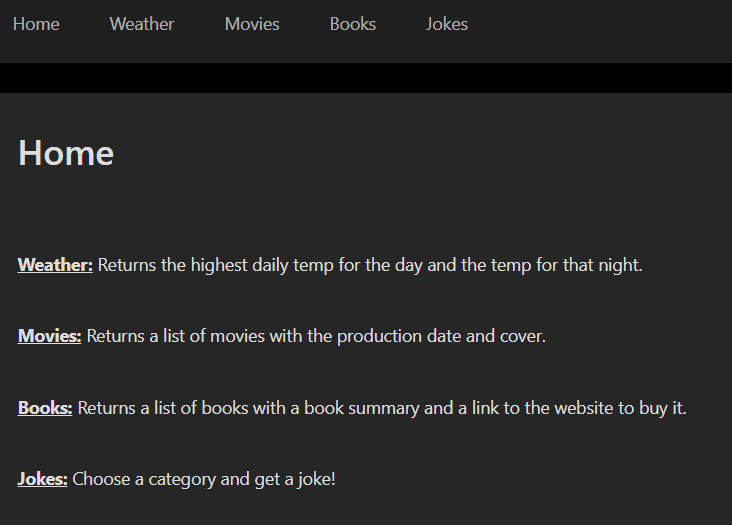 Home Weather Movies Books Jokes
Home
Weather: Returns the highest daily temp for the day and the temp for that night.
Movies: Returns a list of movies with the production date and cover.
Books: Returns a list of books with a book summary and a link to the website to buy it.
Jokes: Choose a category and get a joke!